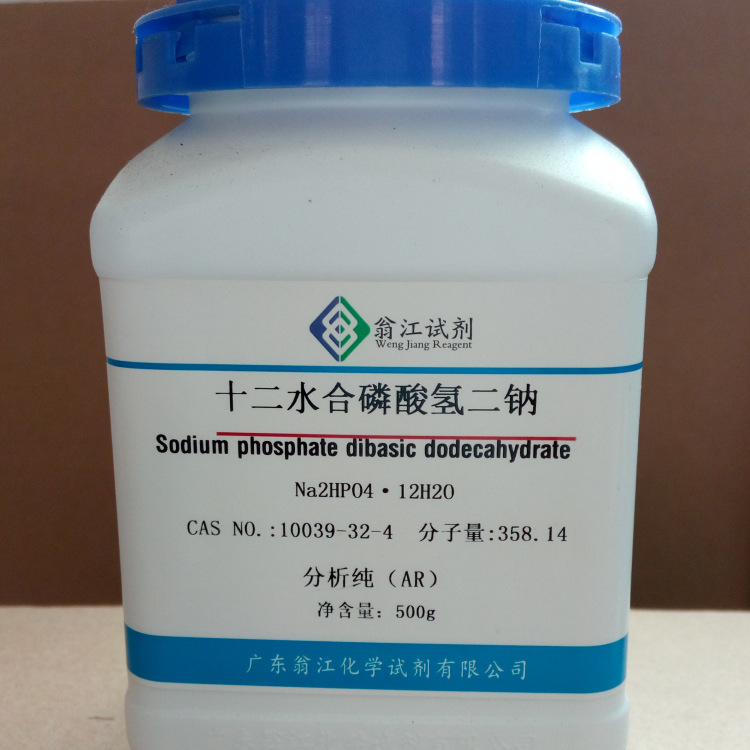 翁江试剂
Weng Jiang Reagent
十二水合磷酸氢二钠
Sodium phosphate dibasic dodecahydrate
Na2HPO4·12H2O
CAS NO.:10039-32-4 分子量:358.14
分析纯（AR）
净含量：500g
广东翁江化学试剂有限公司